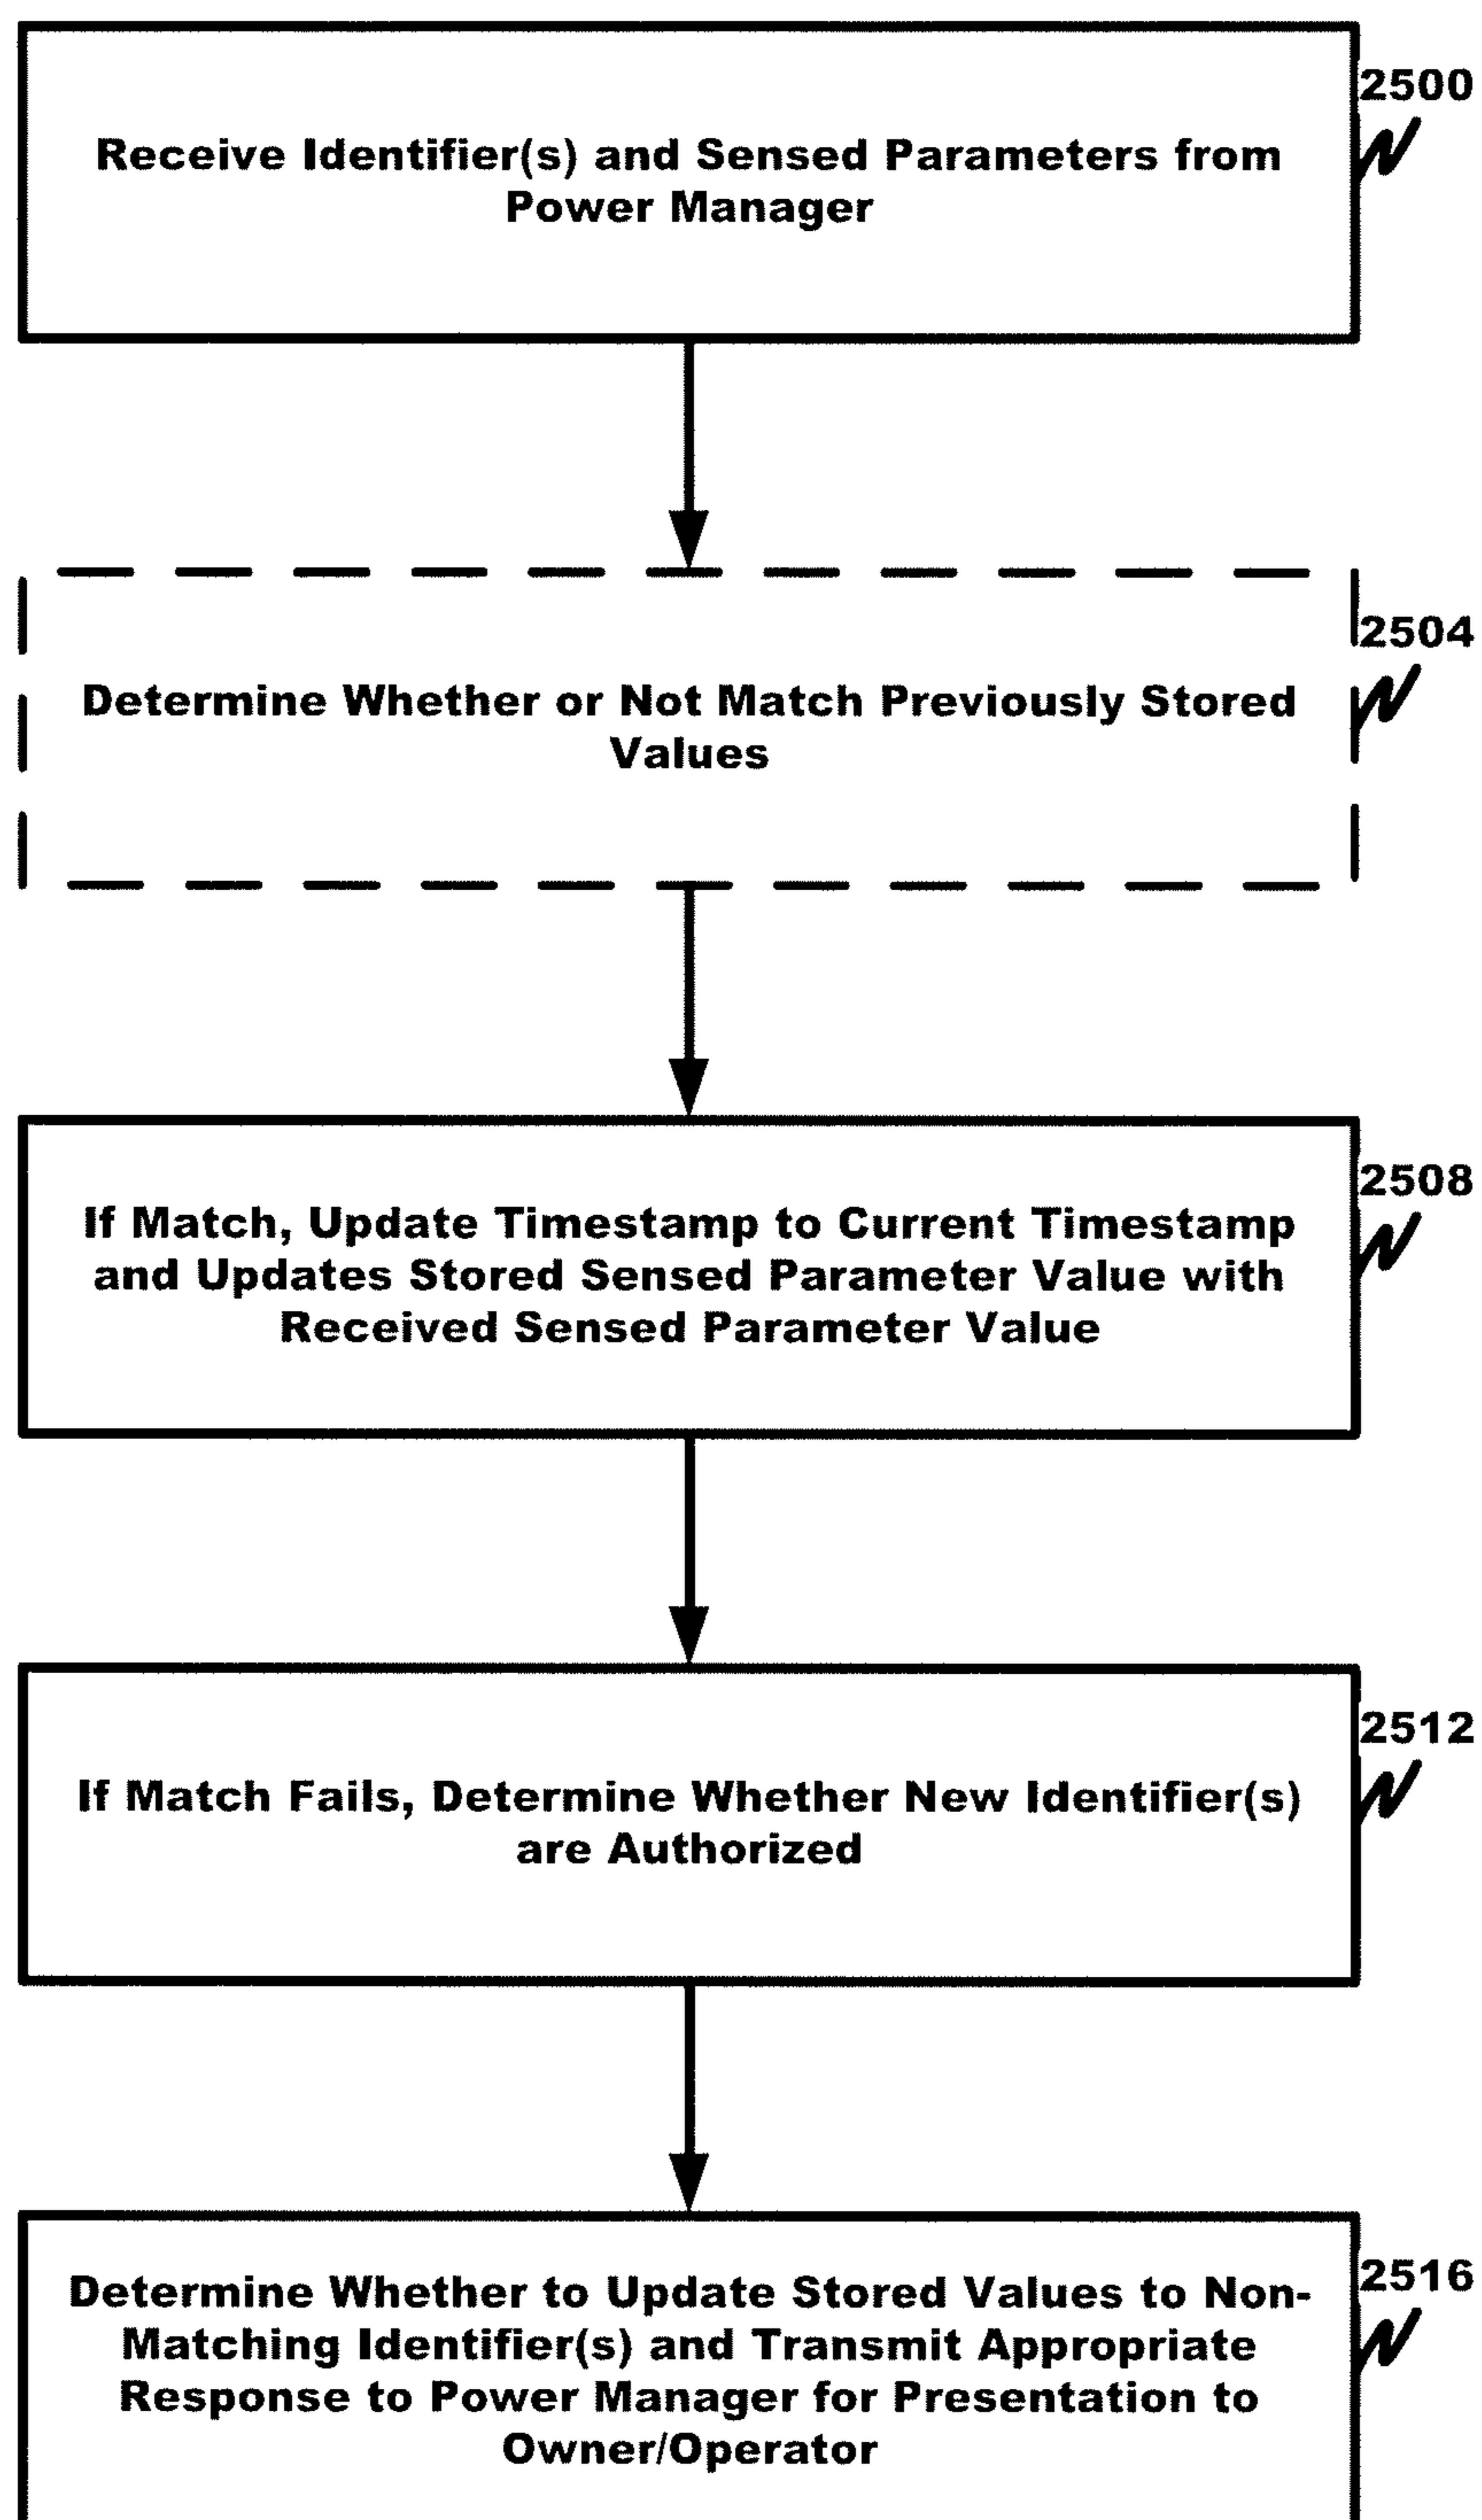 2500
Receive Identifier(s) and Sensed Parameters from
Power Manager
2504
Determine Whether or Not Match Previously Stored
Values
2508
If Match, Update Timestamp to Current Timestamp
and Updates Stored Sensed Parameter Value with
Received Sensed Parameter Value
2512
If Match Fails, Determine Whether New Identifier(s)
are Authorized
2516
Determine Whether to Update Stored Values to Non-
Matching Identifier(s) and Transmit Appropriate
Response to Power Manager for Presentation to
Owner/Operator